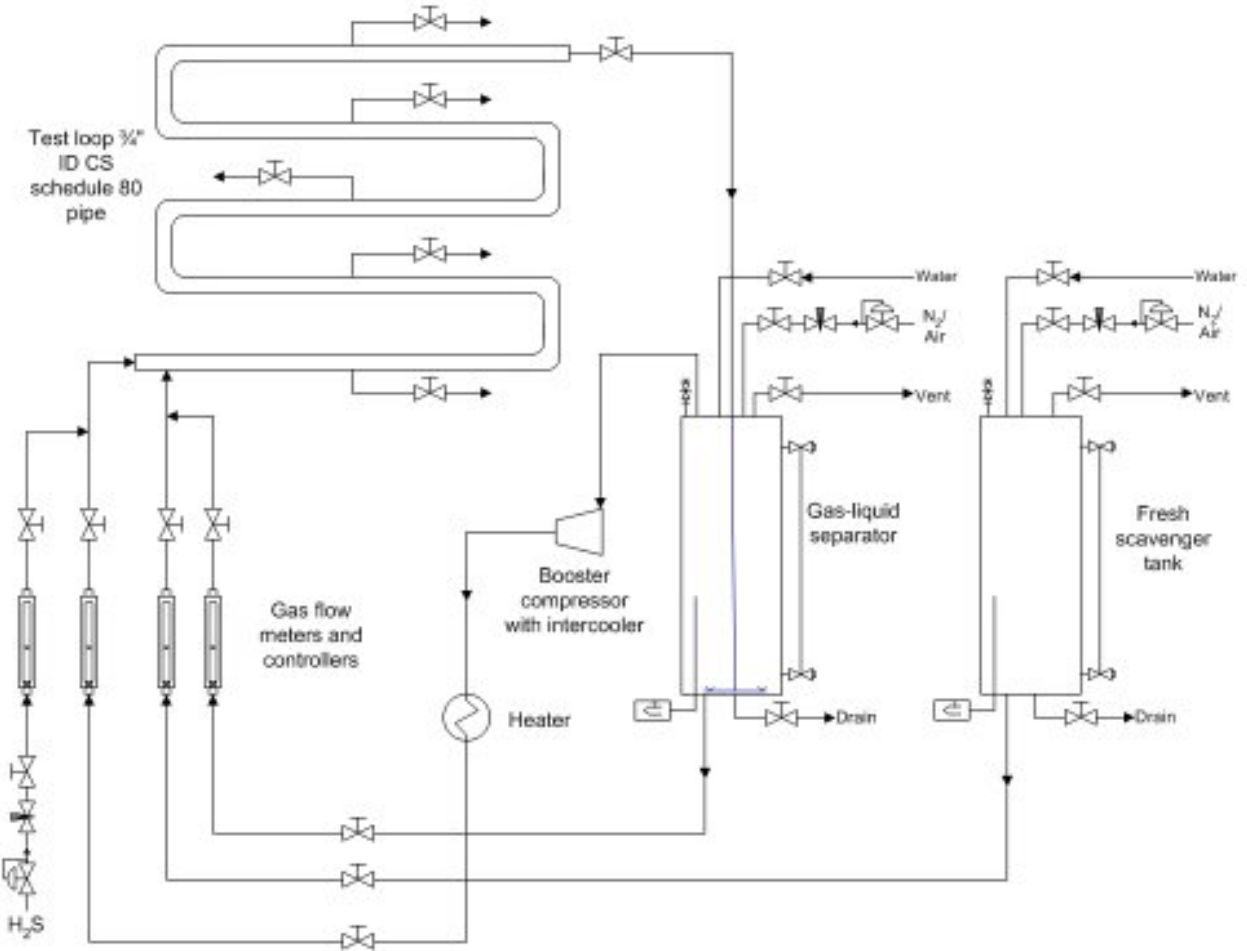 Test loop ¾"
ID CS
schedule 80
pipe
Water
N₂/
Air
Vent
Water
N₂/
Air
Vent
Gas-liquid
separator
Fresh
scavenger
tank
Booster
compressor
with intercooler
Gas flow
meters and
controllers
Heater
Drain
Drain
H₂S